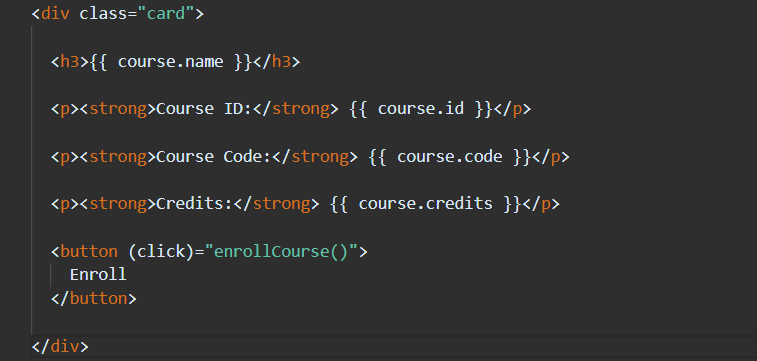 <div class="card">
<h3>{{ course.name }}</h3>
<p><strong>Course ID:</strong> {{ course.id }}</p>
<p><strong>Course Code:</strong> {{ course.code }}</p>
<p><strong>Credits:</strong> {{ course.credits }}</p>
<button (click)="enrollCourse()">
Enroll
</button>
</div>